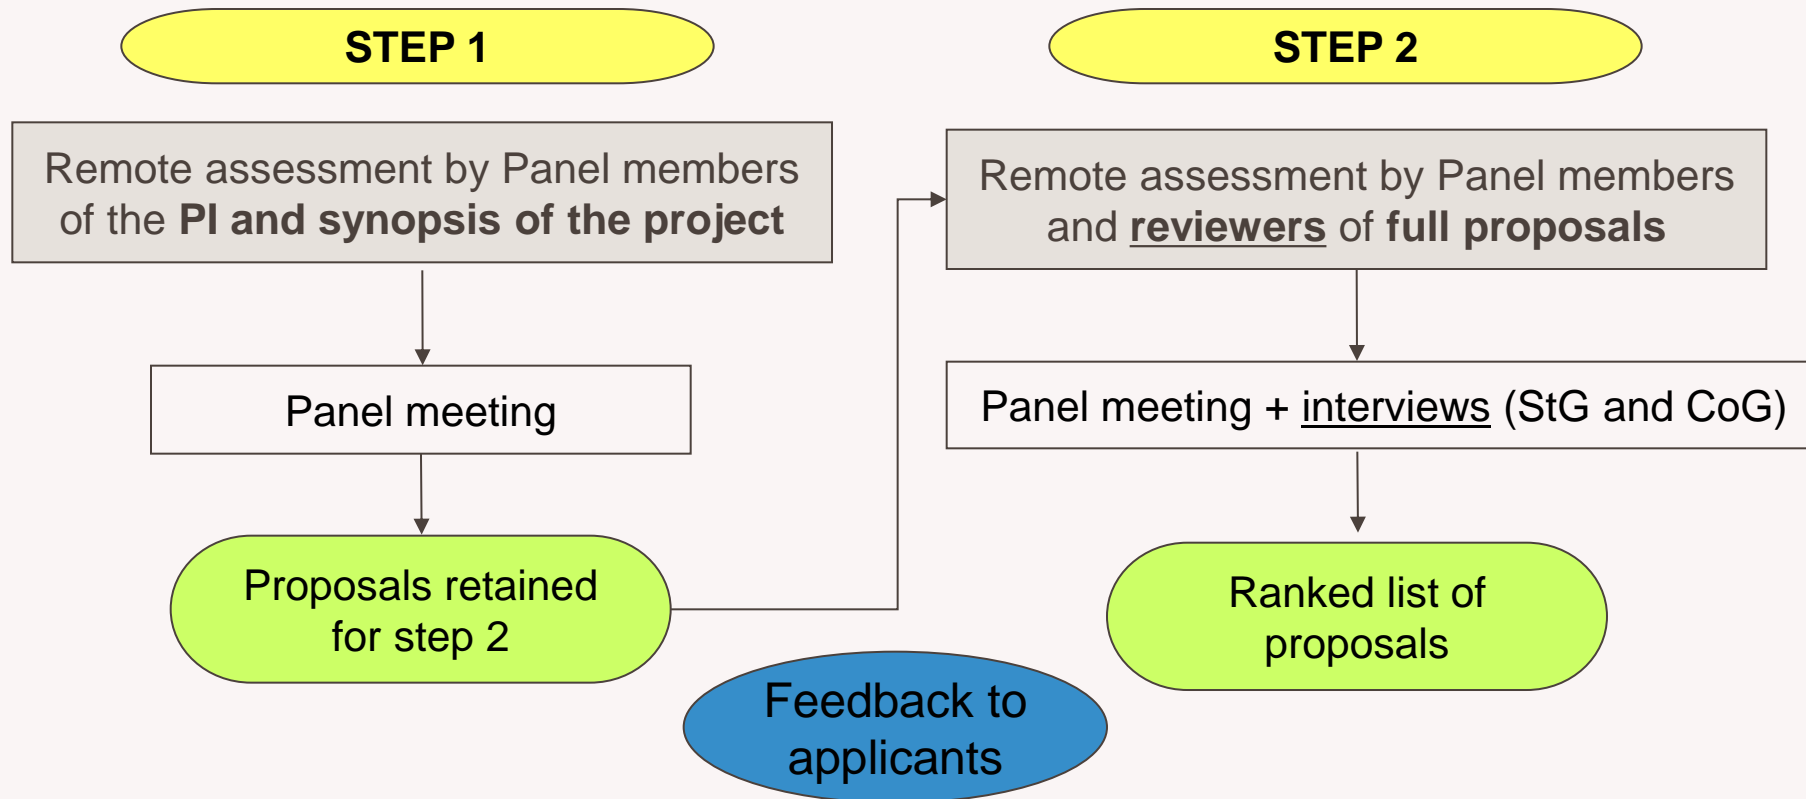 STEP 1
Remote assessment by Panel members
of the PI and synopsis of the project
Panel meeting
Proposals retained
for step 2
STEP 2
Remote assessment by Panel members
and reviewers of full proposals
Panel meeting + interviews (StG and CoG)
Ranked list of
proposals
Feedback to
applicants